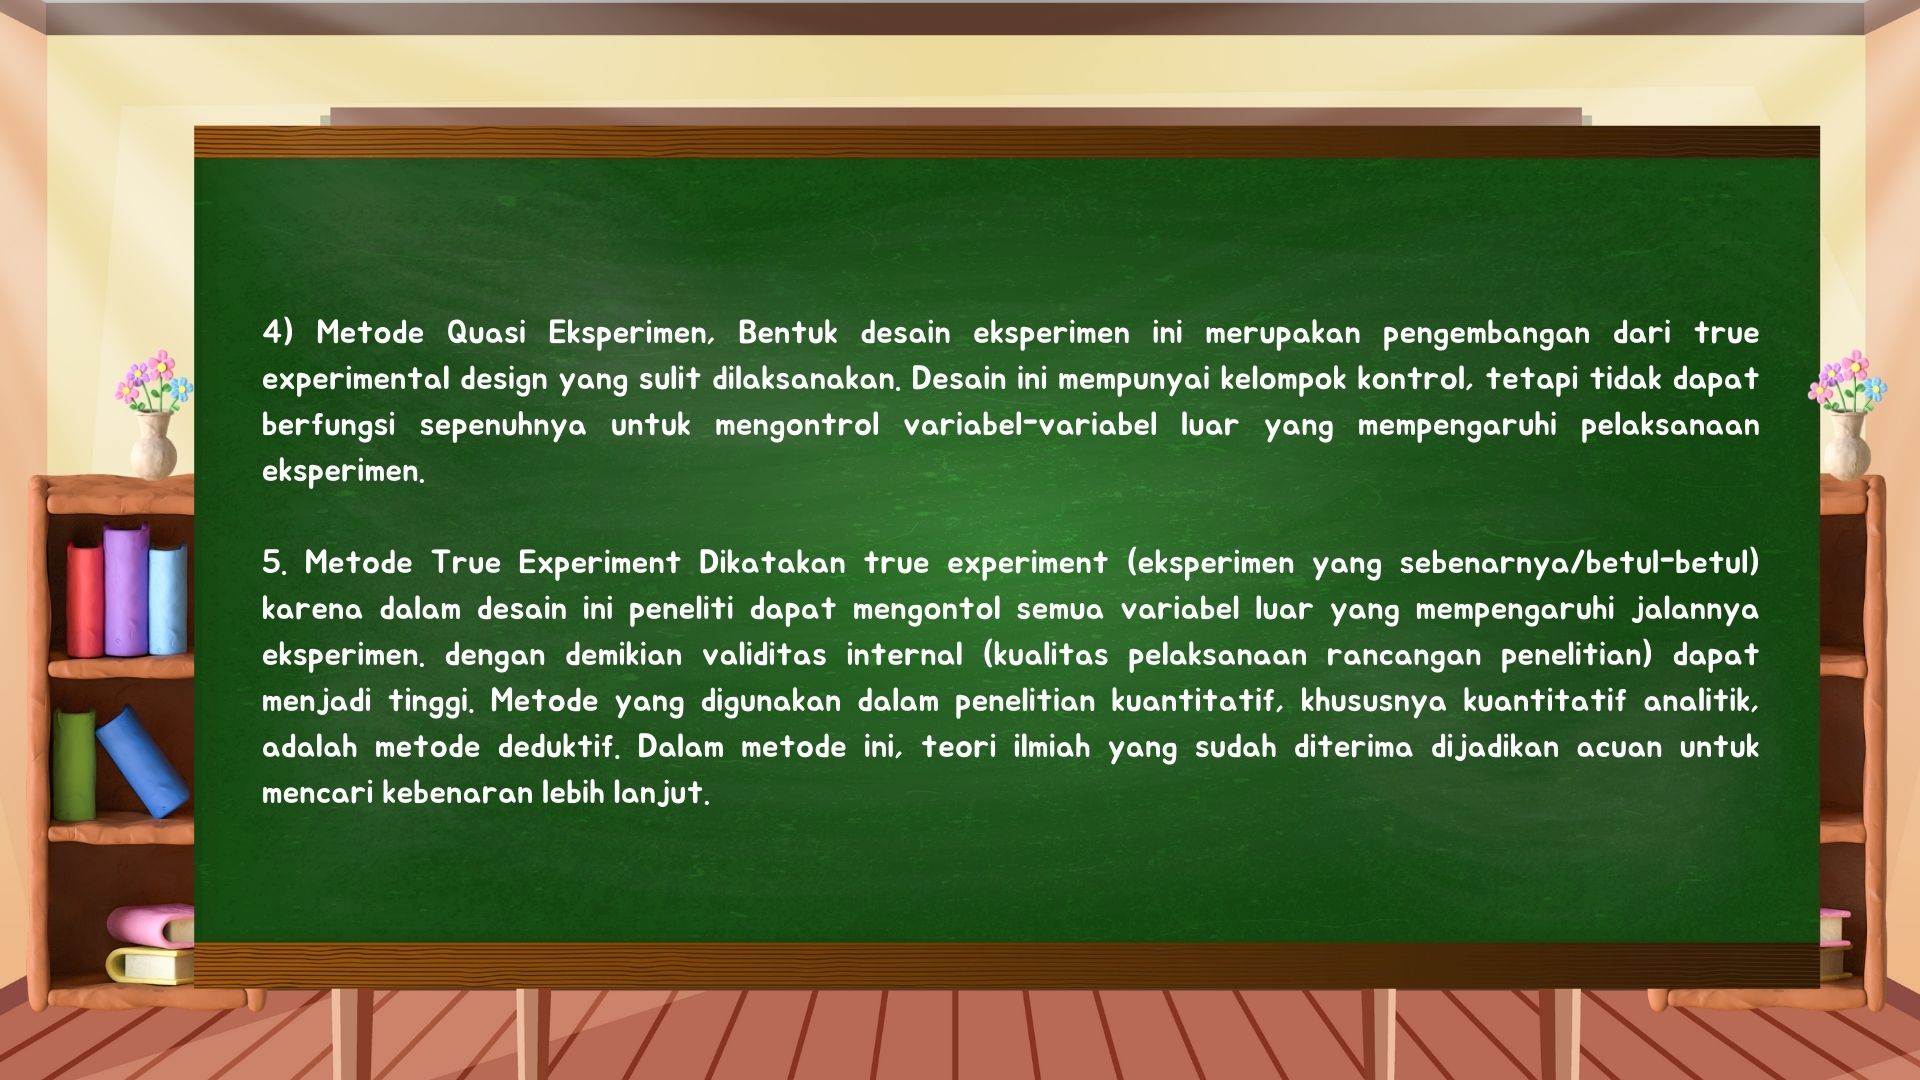 4) Metode Quasi Eksperimen, Bentuk desain eksperimen ini merupakan pengembangan dari true
experimental design yang sulit dilaksanakan. Desain ini mempunyai kelompok kontrol, tetapi tidak dapat
berfungsi sepenuhnya untuk mengontrol variabel-variabel luar yang mempengaruhi pelaksanaan
eksperimen.
5. Metode True Experiment Dikatakan true experiment (eksperimen yang sebenarnya/betul-betul)
karena dalam desain ini peneliti dapat mengontol semua variabel luar yang mempengaruhi jalannya
eksperimen. dengan demikian validitas internal (kualitas pelaksanaan rancangan penelitian) dapat
menjadi tinggi. Metode yang digunakan dalam penelitian kuantitatif, khususnya kuantitatif analitik,
adalah metode deduktif. Dalam metode ini, teori ilmiah yang sudah diterima dijadikan acuan untuk
mencari kebenaran lebih lanjut.